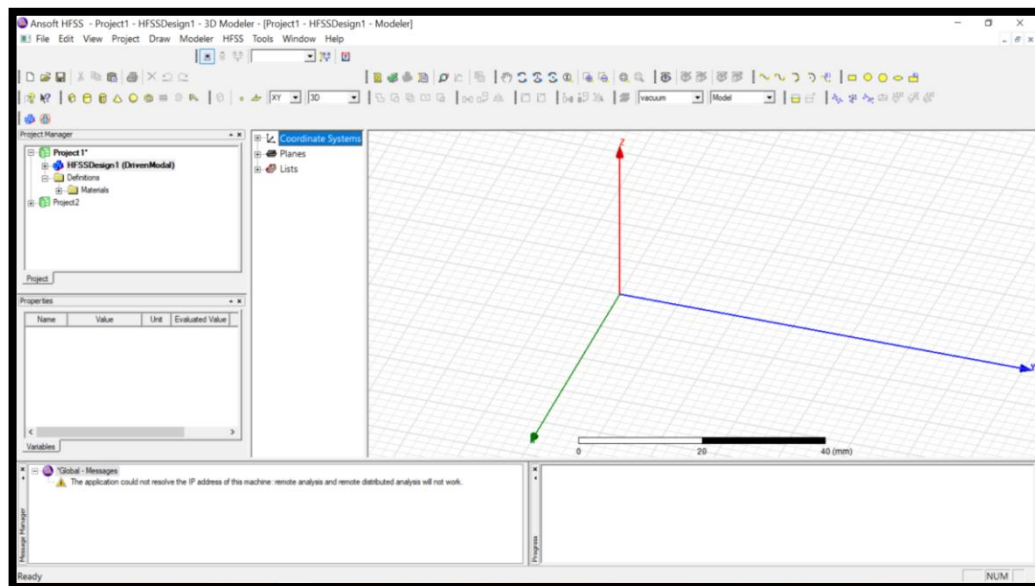 Ansoft HFSS - Project1 - HFSSDesign1 - 3D Modeler - [Project1 - HFSSDesign1 - Modeler]
File Edit View Project Draw Modeler HFSS Tools Window Help
XY 3D vacuum Model
Project Manager
Project1*
HFSSDesign1 (DrivenModal)
Definitions
Materials
Project2
Project
Coordinate Systems
Planes
Lists
Properties
Name Value Unit Evaluated Value
Variables
Z
0 20 40 (mm)
Message Manager
*Global - Messages
The application could not resolve the IP address of this machine: remote analysis and remote distributed analysis will not work.
Progress
Ready
NUM